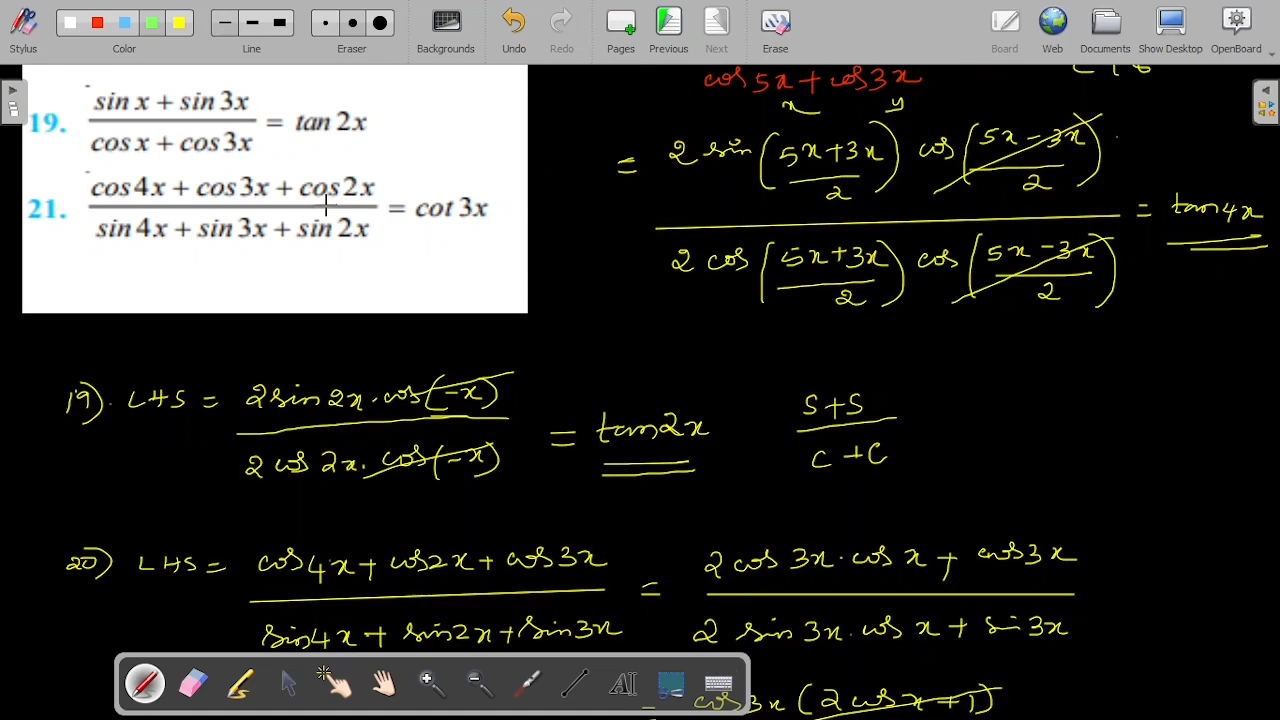 Stylus Color Line Eraser Backgrounds Undo Redo Pages Previous Next Erase Board Web Documents Show Desktop OpenBoard
19. sin x + sin 3x / cos x + cos 3x = tan 2x
21. cos 4x + cos 3x + cos 2x / sin 4x + sin 3x + sin 2x = cot 3x
cos 5x + cos 3x
x y
= 2 sin (5x + 3x / 2) cos (5x - 3x / 2) / 2 cos (5x + 3x / 2) cos (5x - 3x / 2) = tan 4x
19). LHS = 2 sin 2x . cos (-x) / 2 cos 2x . cos (-x) = tan 2x
S + S / C + C
20) LHS = cos 4x + cos 2x + cos 3x / sin 4x + sin 2x + sin 3x = 2 cos 3x . cos x + cos 3x / 2 sin 3x . cos x + sin 3x
= cos 3x (2 cos x + 1)